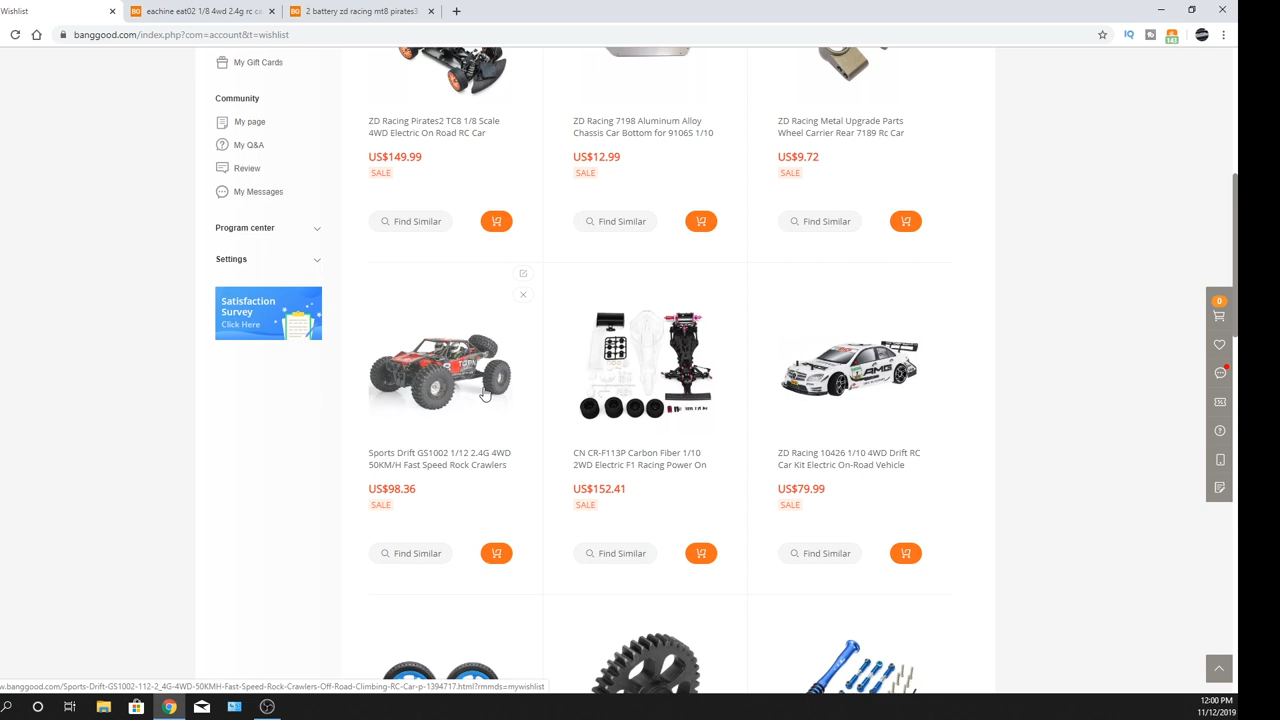 Wishlist
eachine eat02 1/8 4wd 2.4g rc ca
2 battery zd racing mt8 pirates3
banggood.com/index.php?com=account&t=wishlist
IQ
143
My Gift Cards
Community
My page
My Q&A
Review
My Messages
Program center
Settings
Satisfaction
Survey
Click Here
ZD Racing Pirates2 TC8 1/8 Scale
4WD Electric On Road RC Car
US$149.99
SALE
Find Similar
ZD Racing 7198 Aluminum Alloy
Chassis Car Bottom for 9106S 1/10
US$12.99
SALE
Find Similar
ZD Racing Metal Upgrade Parts
Wheel Carrier Rear 7189 Rc Car
US$9.72
SALE
Find Similar
Sports Drift GS1002 1/12 2.4G 4WD
50KM/H Fast Speed Rock Crawlers
US$98.36
SALE
Find Similar
CN CR-F113P Carbon Fiber 1/10
2WD Electric F1 Racing Power On
US$152.41
SALE
Find Similar
AMG
ZD Racing 10426 1/10 4WD Drift RC
Car Kit Electric On-Road Vehicle
US$79.99
SALE
Find Similar
0
w.banggood.com/Sports-Drift-GS1002-112-2_4G-4WD-50KMH-Fast-Speed-Rock-Crawlers-Off-Road-Climbing-RC-Car-p-1394717.html?rmmds=mywishlist
12:00 PM
11/12/2019